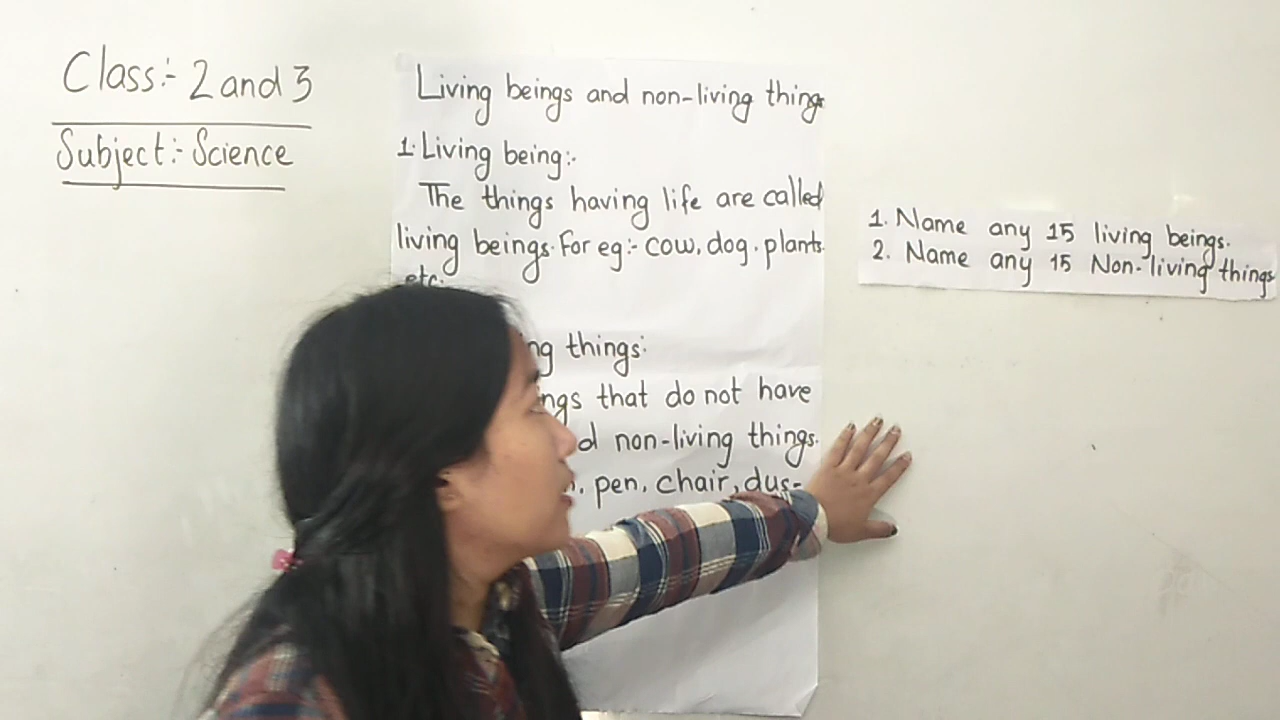 Class:- 2 and 3
Subject:- Science
Living beings and non-living things
1. Living being:-
The things having life are called
living beings. For eg:- cow, dog, plants
etc.
things:
that do not have
non-living things.
pen, chair, dus-
1. Name any 15 living beings.
2. Name any 15 Non-living things